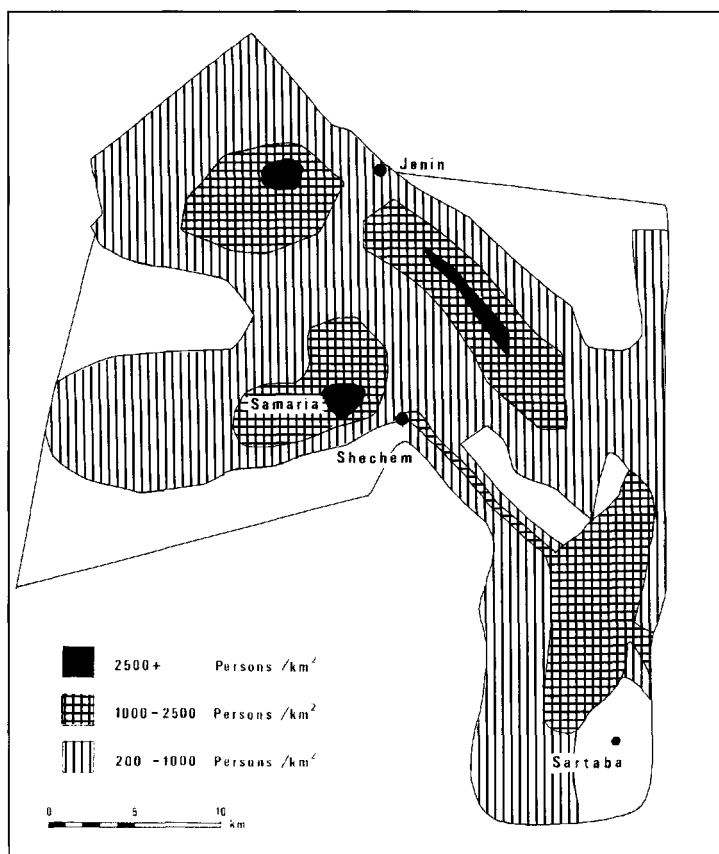 Jenin
Samaria
Shechem
2500+ Persons /km²
1000-2500 Persons /km²
200 -1000 Persons /km²
Sartaba
0 5 10
km